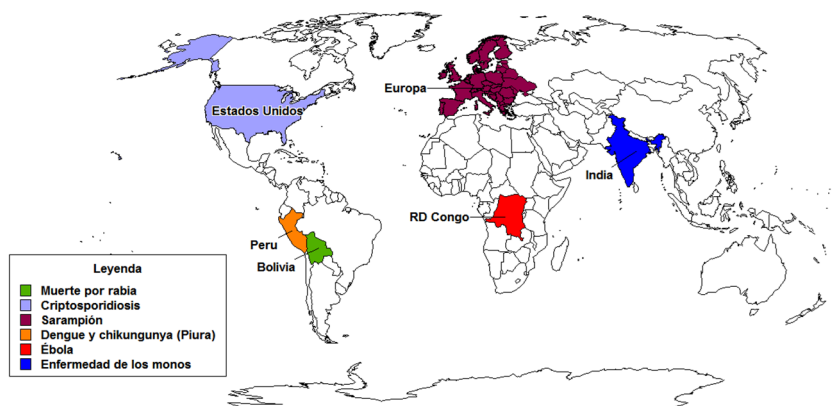 Europa
Estados Unidos
India
RD Congo
Peru
Bolivia
Leyenda
Muerte por rabia
Criptosporidiosis
Sarampión
Dengue y chikungunya (Piura)
Ébola
Enfermedad de los monos